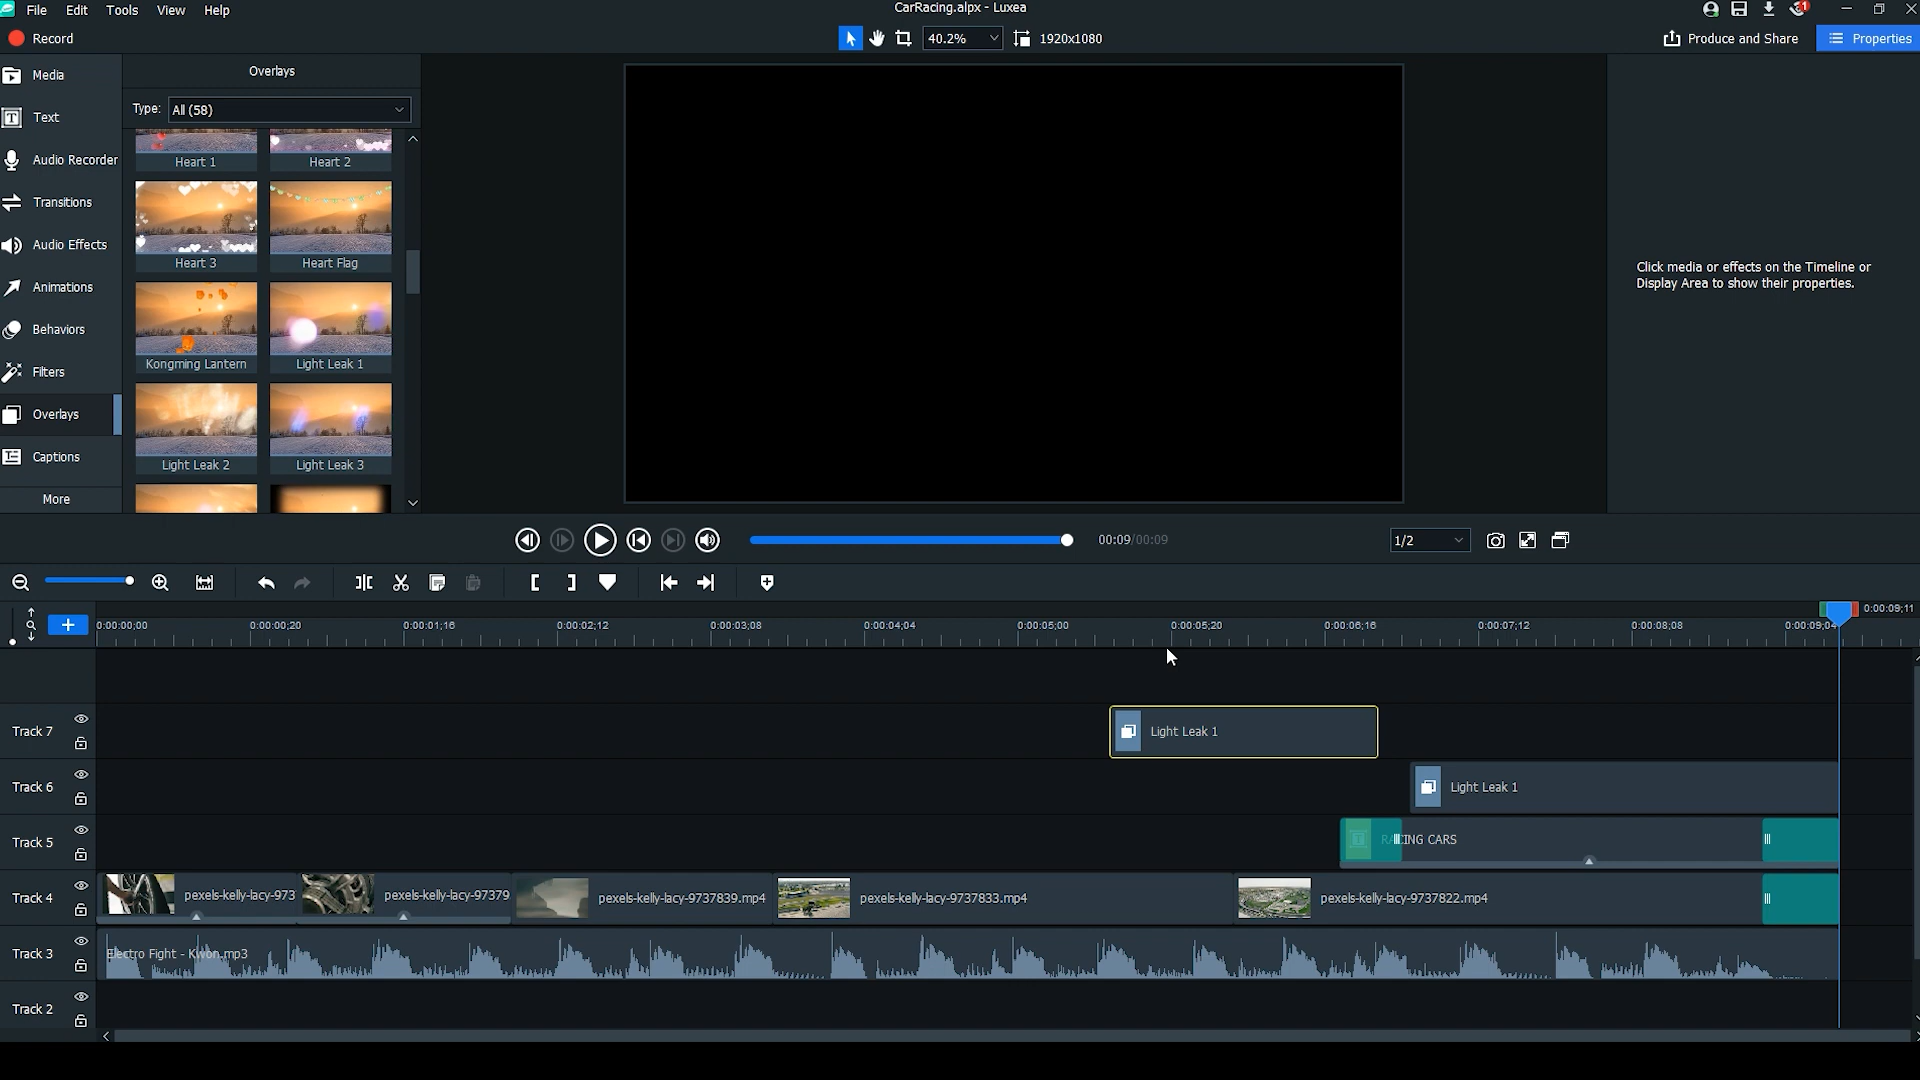 File Edit Tools View Help
CarRacing.alpx - Luxea
1
Record
40.2%
1920x1080
Produce and Share
Properties
Media
Text
Audio Recorder
Transitions
Audio Effects
Animations
Behaviors
Filters
Overlays
Captions
More
Overlays
Type: All (58)
Heart 1 Heart 2
Heart 3 Heart Flag
Kongming Lantern Light Leak 1
Light Leak 2 Light Leak 3
Click media or effects on the Timeline or
Display Area to show their properties.
00:09/00:09
1/2
0:00:09;11
0:00:00;00 0:00:00;20 0:00:01;16 0:00:02;12 0:00:03;08 0:00:04;04 0:00:05;00 0:00:05;20 0:00:06;16 0:00:07;12 0:00:08;08 0:00:09;04
Track 7
Light Leak 1
Track 6
Light Leak 1
Track 5
RACING CARS
Track 4
pexels-kelly-lacy-973
pexels-kelly-lacy-97379
pexels-kelly-lacy-9737839.mp4
pexels-kelly-lacy-9737833.mp4
pexels-kelly-lacy-9737822.mp4
Track 3
Electro Fight - Kwon.mp3
Track 2